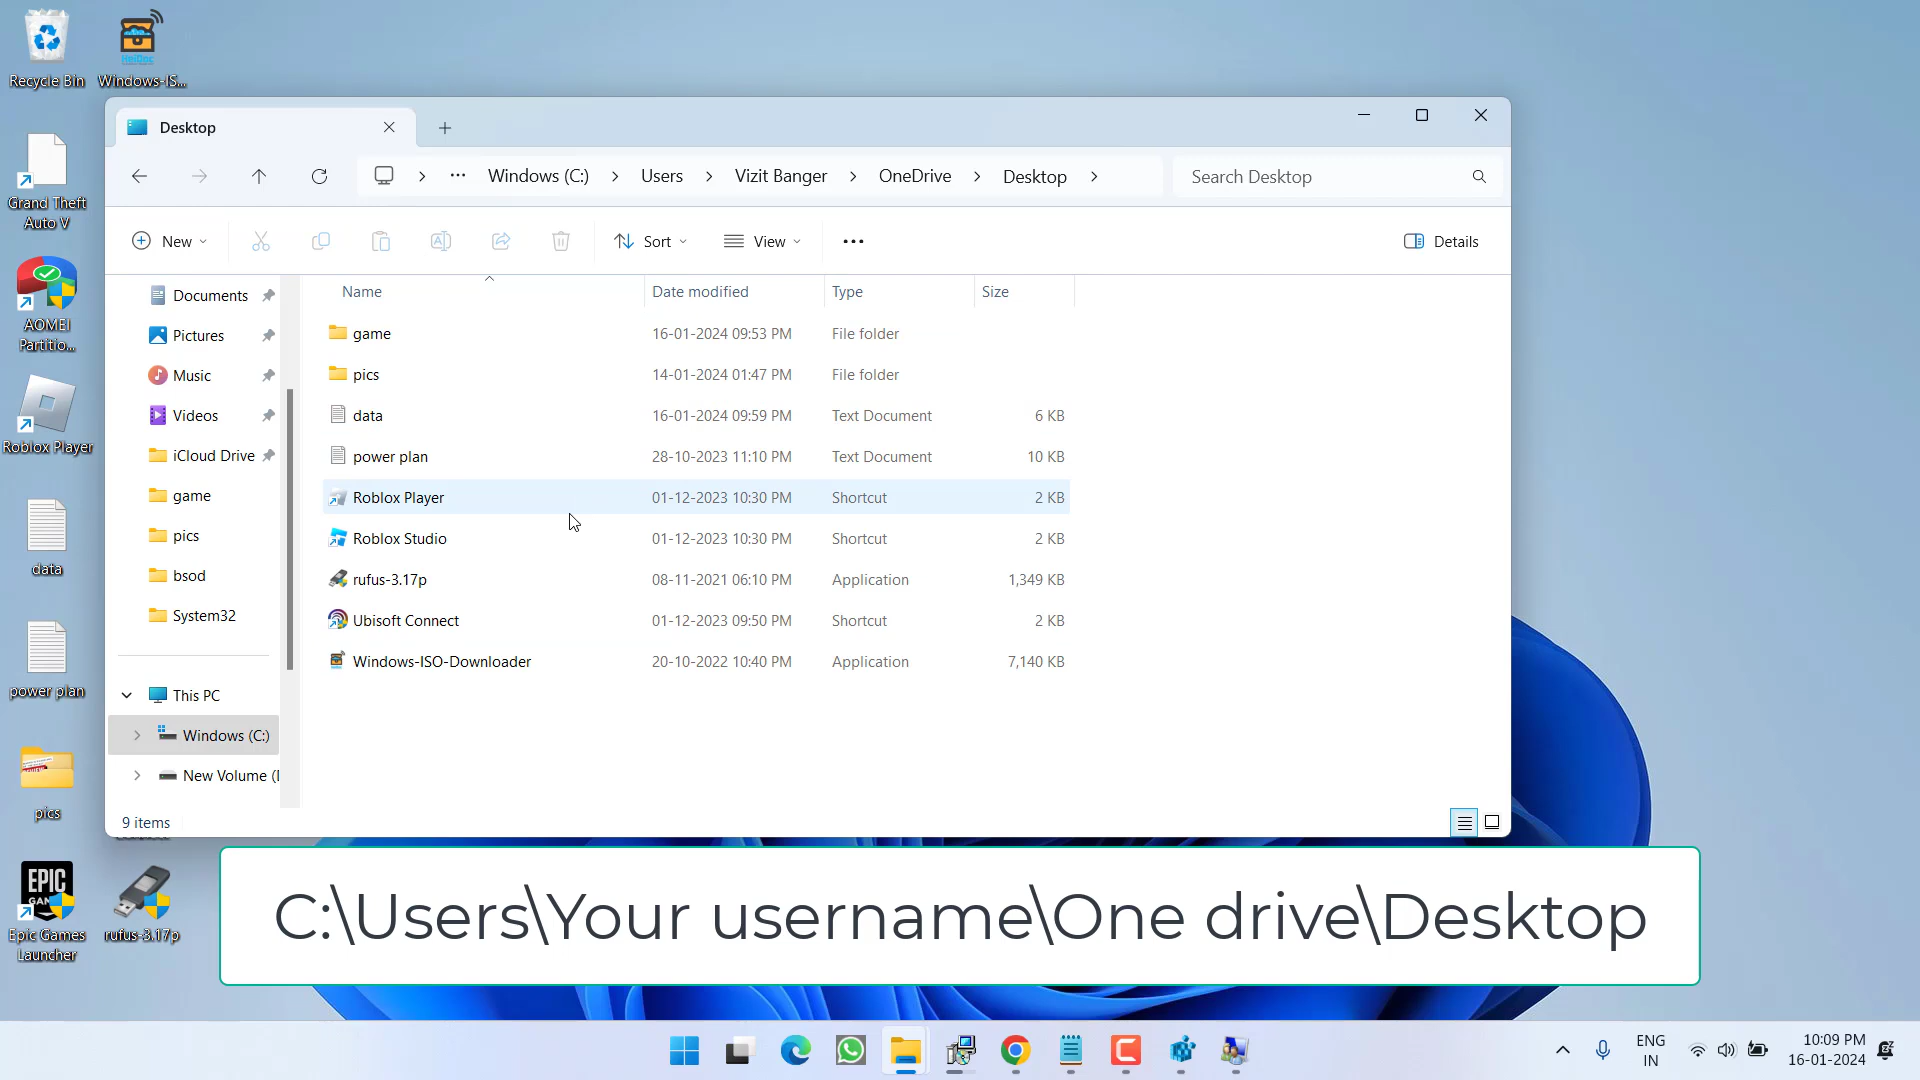 Recycle Bin
Windows-IS...
Grand Theft
Auto V
AOMEI
Partitio...
Roblox Player
data
power plan
pics
EPIC
Epic Games
Launcher
rufus-3.17p
Desktop
Windows (C:) > Users > Vizit Banger > OneDrive > Desktop >
Search Desktop
New
Sort
View
Details
Documents
Pictures
Music
Videos
iCloud Drive
game
pics
bsod
System32
This PC
Windows (C:)
New Volume (
Name Date modified Type Size
game 16-01-2024 09:53 PM File folder
pics 14-01-2024 01:47 PM File folder
data 16-01-2024 09:59 PM Text Document 6 KB
power plan 28-10-2023 11:10 PM Text Document 10 KB
Roblox Player 01-12-2023 10:30 PM Shortcut 2 KB
Roblox Studio 01-12-2023 10:30 PM Shortcut 2 KB
rufus-3.17p 08-11-2021 06:10 PM Application 1,349 KB
Ubisoft Connect 01-12-2023 09:50 PM Shortcut 2 KB
Windows-ISO-Downloader 20-10-2022 10:40 PM Application 7,140 KB
9 items
C:\Users\Your username\One drive\Desktop
ENG
IN
10:09 PM
16-01-2024